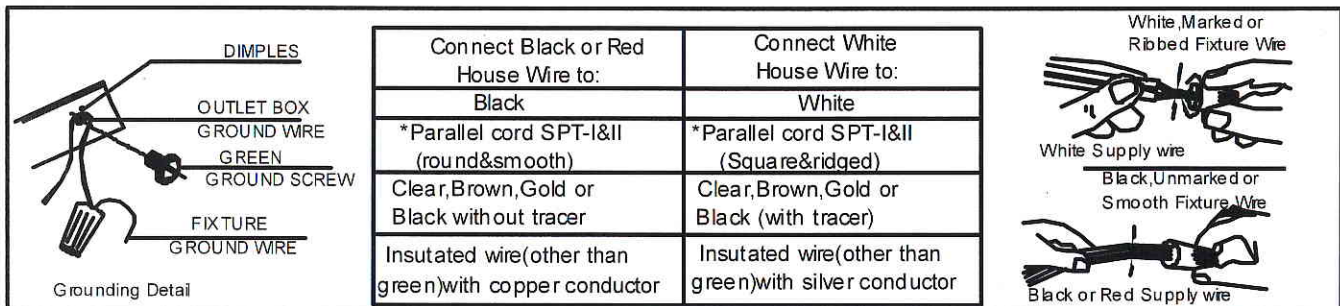 DIMPLES
OUTLET BOX
GROUND WIRE
GREEN
GROUND SCREW
FIXTURE
GROUND WIRE
Grounding Detail
Connect Black or Red
House Wire to:
Connect White
House Wire to:
Black
White
*Parallel cord SPT-I&II
(round&smooth)
*Parallel cord SPT-I&II
(Square&ridged)
Clear,Brown,Gold or
Black without tracer
Clear,Brown,Gold or
Black (with tracer)
Insutated wire(other than
green)with copper conductor
Insutated wire(other than
green)with silver conductor
White,Marked or
Ribbed Fixture Wire
White Supply wire
Black,Unmarked or
Smooth Fixture Wire
Black or Red Supply wire